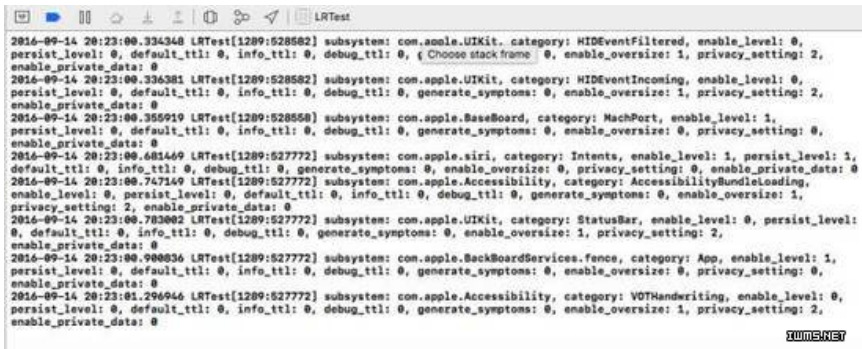 LRTest
2016-09-14 20:23:00.334348 LRTest[1289:528582] subsystem: com.apple.UIKit, category: HIDEventFiltered, enable_level: 0,
persist_level: 0, default_ttl: 0, info_ttl: 0, debug_ttl: 0, g Choose stack frame 0, enable_oversize: 1, privacy_setting: 2,
enable_private_data: 0
2016-09-14 20:23:00.336381 LRTest[1289:528582] subsystem: com.apple.UIKit, category: HIDEventIncoming, enable_level: 0,
persist_level: 0, default_ttl: 0, info_ttl: 0, debug_ttl: 0, generate_symptoms: 0, enable_oversize: 1, privacy_setting: 2,
enable_private_data: 0
2016-09-14 20:23:00.355919 LRTest[1289:528558] subsystem: com.apple.BaseBoard, category: MachPort, enable_level: 1,
persist_level: 0, default_ttl: 0, info_ttl: 0, debug_ttl: 0, generate_symptoms: 0, enable_oversize: 0, privacy_setting: 0,
enable_private_data: 0
2016-09-14 20:23:00.681469 LRTest[1289:527772] subsystem: com.apple.siri, category: Intents, enable_level: 1, persist_level: 1,
default_ttl: 0, info_ttl: 0, debug_ttl: 0, generate_symptoms: 0, enable_oversize: 0, privacy_setting: 0, enable_private_data: 0
2016-09-14 20:23:00.747149 LRTest[1289:527772] subsystem: com.apple.Accessibility, category: AccessibilityBundleLoading,
enable_level: 0, persist_level: 0, default_ttl: 0, info_ttl: 0, debug_ttl: 0, generate_symptoms: 0, enable_oversize: 1,
privacy_setting: 2, enable_private_data: 0
2016-09-14 20:23:00.783002 LRTest[1289:527772] subsystem: com.apple.UIKit, category: StatusBar, enable_level: 0, persist_level:
0, default_ttl: 0, info_ttl: 0, debug_ttl: 0, generate_symptoms: 0, enable_oversize: 1, privacy_setting: 2,
enable_private_data: 0
2016-09-14 20:23:00.900836 LRTest[1289:527772] subsystem: com.apple.BackBoardServices.fence, category: App, enable_level: 1,
persist_level: 0, default_ttl: 0, info_ttl: 0, debug_ttl: 0, generate_symptoms: 0, enable_oversize: 0, privacy_setting: 0,
enable_private_data: 0
2016-09-14 20:23:01.296946 LRTest[1289:527772] subsystem: com.apple.Accessibility, category: VOTHandwriting, enable_level: 0,
persist_level: 0, default_ttl: 0, info_ttl: 0, debug_ttl: 0, generate_symptoms: 0, enable_oversize: 1, privacy_setting: 2,
enable_private_data: 0
IWMS.NET